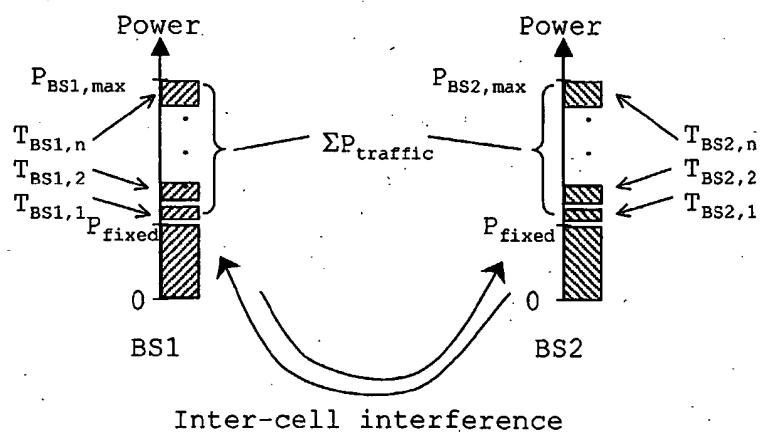 Power Power
P_BS1,max P_BS2,max
T_BS1,n ΣP_traffic T_BS2,n
T_BS1,2 T_BS2,2
T_BS1,1 T_BS2,1
P_fixed P_fixed
0 0
BS1 BS2
Inter-cell interference